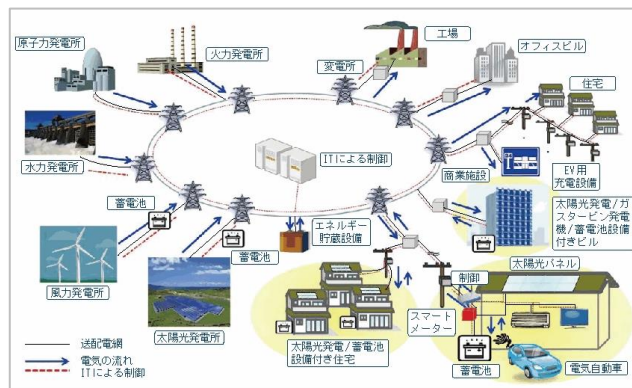 原子力発電所
火力発電所
変電所
工場
オフィスビル
住宅
水力発電所
ITによる制御
商業施設
EV用
充電設備
蓄電池
エネルギー
貯蔵設備
蓄電池
太陽光発電/ガ
スタービン発電
機/蓄電池設備
付きビル
風力発電所
太陽光発電所
太陽光発電/蓄電池
設備付き住宅
スマート
メーター
制御
太陽光パネル
蓄電池
電気自動車
送配電網
電気の流れ
ITによる制御